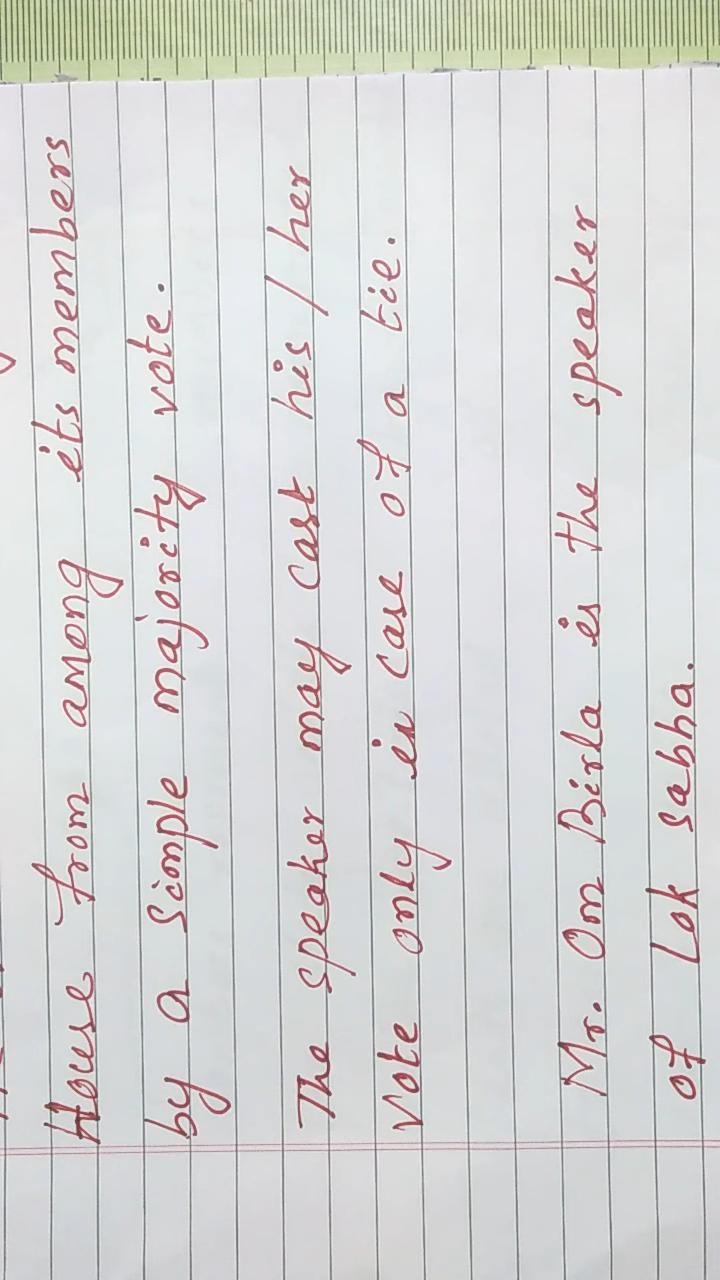 House from among its members
by a simple majority vote.
The speaker may cast his / her
vote only in case of a tie.
Mr. Om Birla is the speaker
of Lok sabha.